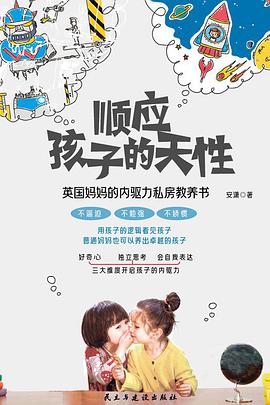 顺应
孩子的天性
英国妈妈的内驱力私房教养书
安潇◎著
不逼迫 不勉强 不娇惯
用孩子的逻辑看见孩子
普通妈妈也可以养出卓越的孩子
好奇心 独立思考 会自我表达
三大维度开启孩子的内驱力
民主与建设出版社